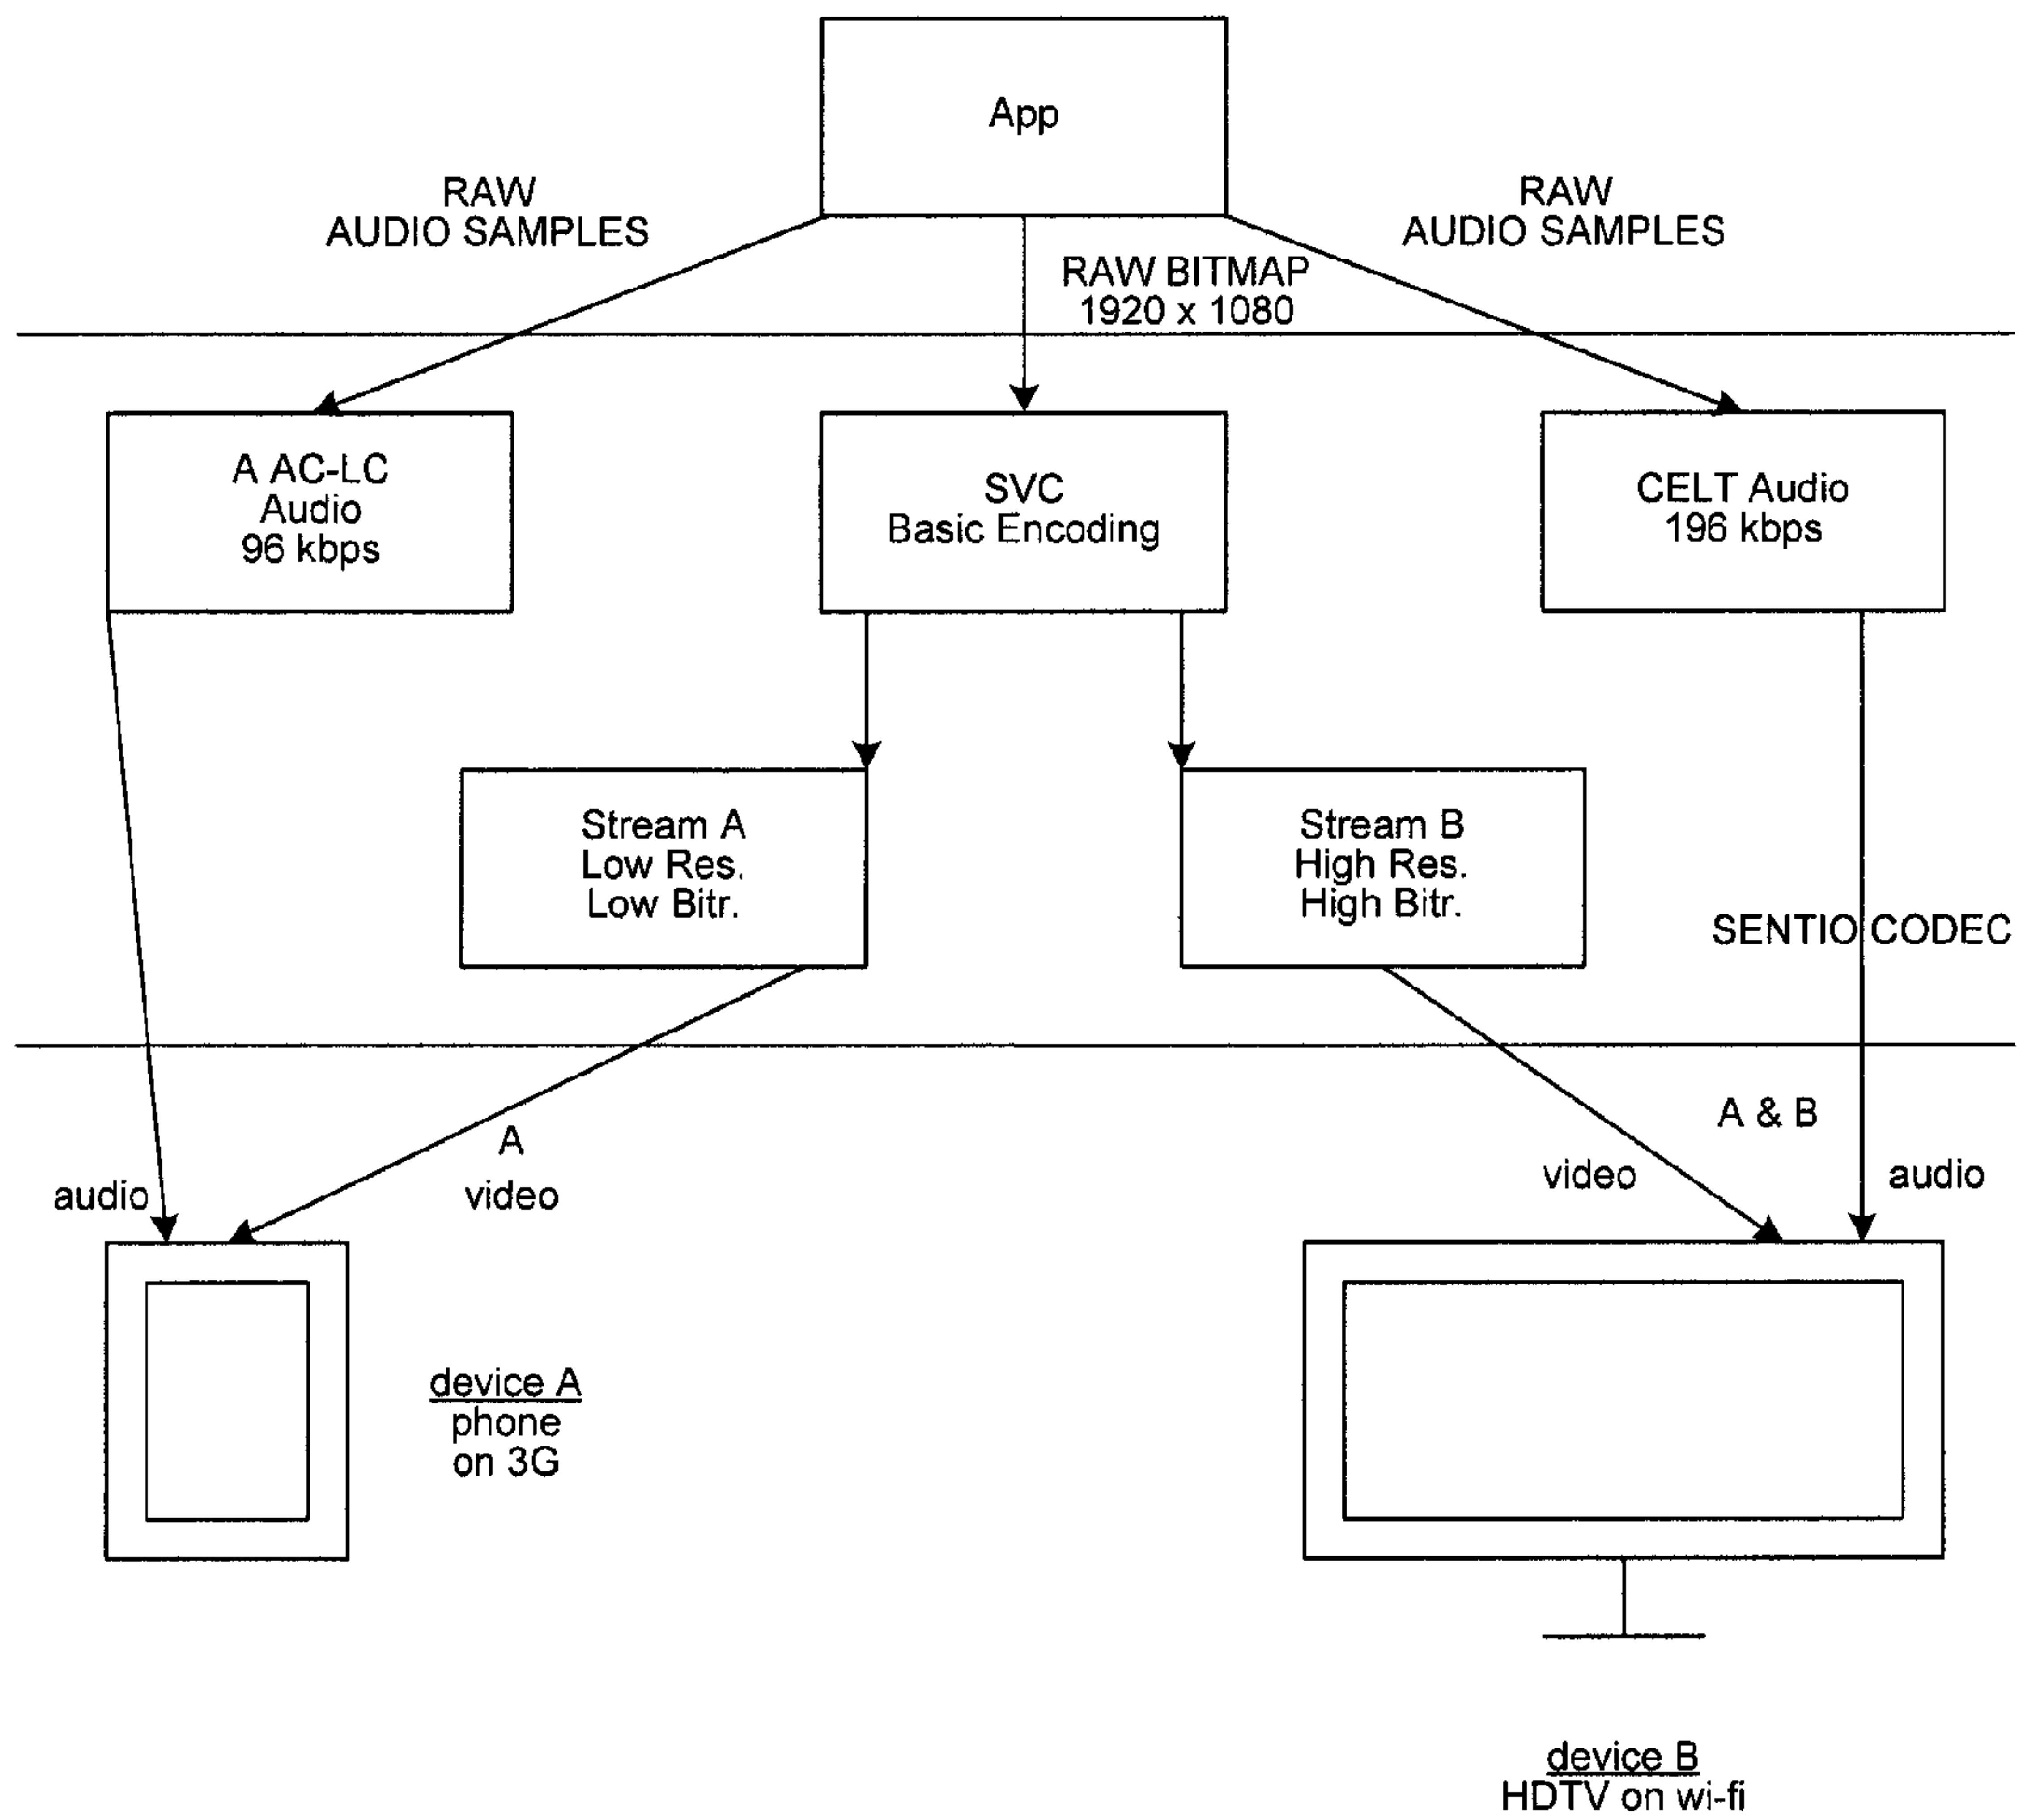 App
RAW
AUDIO SAMPLES
RAW
AUDIO SAMPLES
RAW BITMAP
1920 x 1080
A AC-LC
Audio
96 kbps
SVC
Basic Encoding
CELT Audio
196 kbps
Stream A
Low Res.
Low Bitr.
Stream B
High Res.
High Bitr.
SENTIO CODEC
A
video
audio
A & B
video
audio
device A
phone
on 3G
device B
HDTV on wi-fi